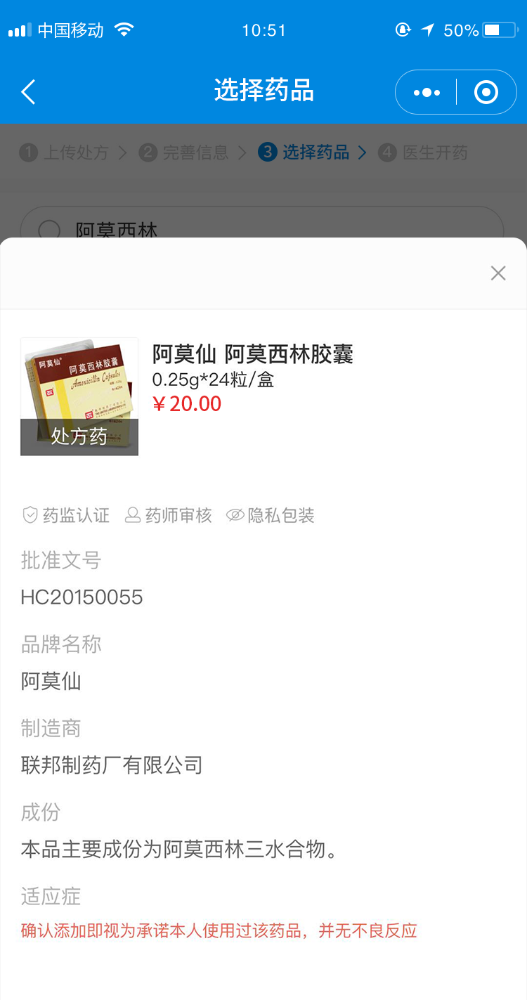 中国移动
10:51
50%
选择药品
1 上传处方
2 完善信息
3 选择药品
4 医生开药
阿莫西林
阿莫仙
阿莫西林胶囊
Amoxicillin Capsules
处方药
阿莫仙 阿莫西林胶囊
0.25g*24粒/盒
￥20.00
药监认证 药师审核 隐私包装
批准文号
HC20150055
品牌名称
阿莫仙
制造商
联邦制药厂有限公司
成份
本品主要成份为阿莫西林三水合物。
适应症
确认添加即视为承诺本人使用过该药品，并无不良反应